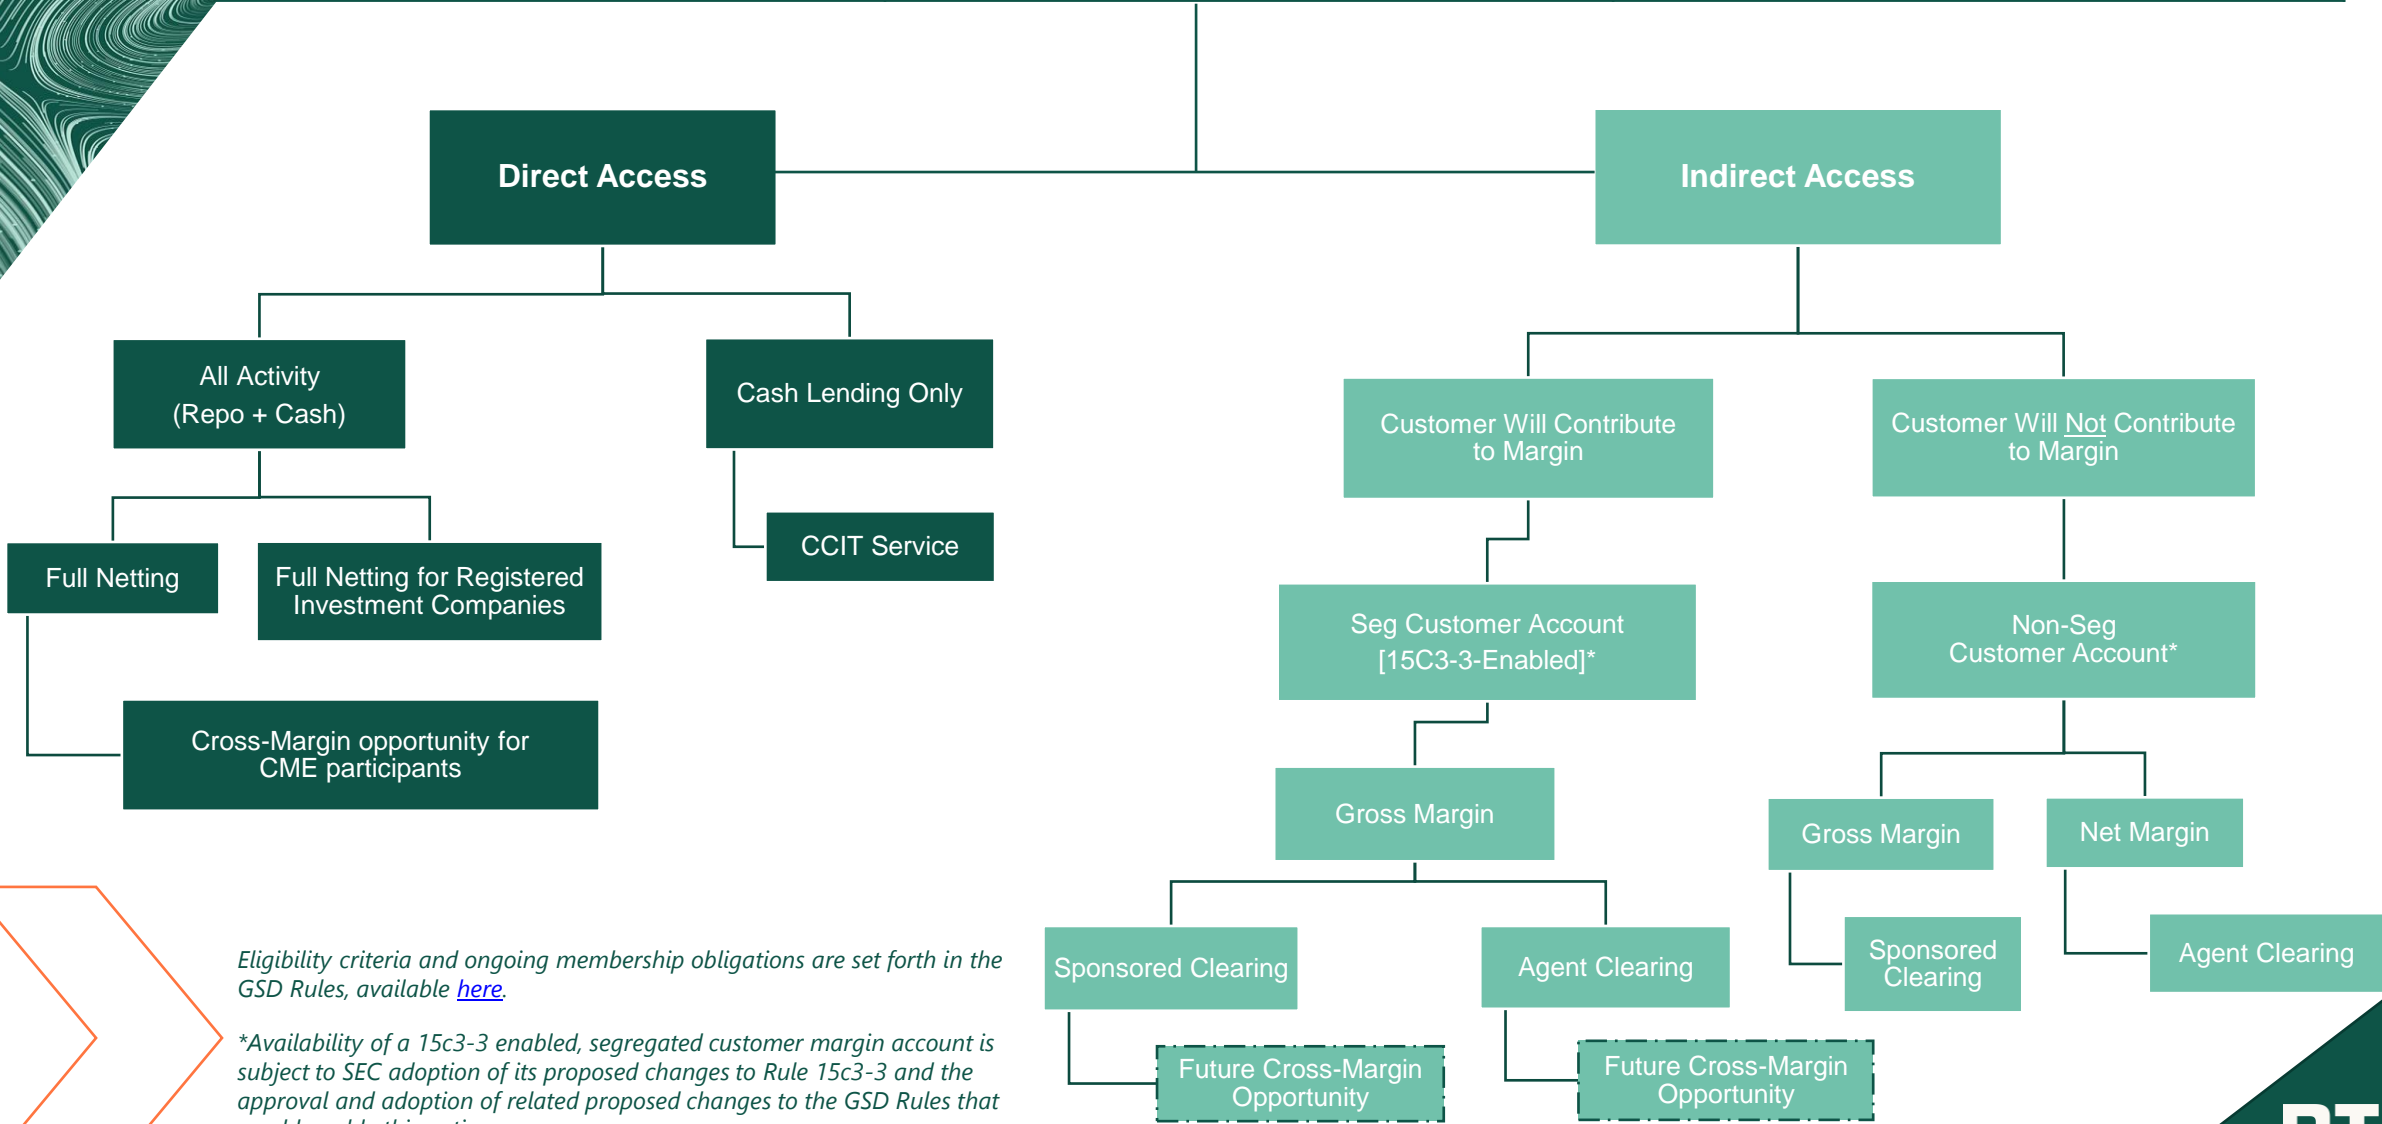 Direct Access
Indirect Access
All Activity
(Repo + Cash)
Cash Lending Only
Customer Will Contribute
to Margin
Customer Will Not Contribute
to Margin
CCIT Service
Full Netting
Full Netting for Registered
Investment Companies
Seg Customer Account
[15C3-3-Enabled]*
Non-Seg
Customer Account*
Cross-Margin opportunity for
CME participants
Gross Margin
Gross Margin
Net Margin
Sponsored Clearing
Agent Clearing
Sponsored
Clearing
Agent Clearing
Future Cross-Margin
Opportunity
Future Cross-Margin
Opportunity
Eligibility criteria and ongoing membership obligations are set forth in the
GSD Rules, available here.
*Availability of a 15c3-3 enabled, segregated customer margin account is
subject to SEC adoption of its proposed changes to Rule 15c3-3 and the
approval and adoption of related proposed changes to the GSD Rules that